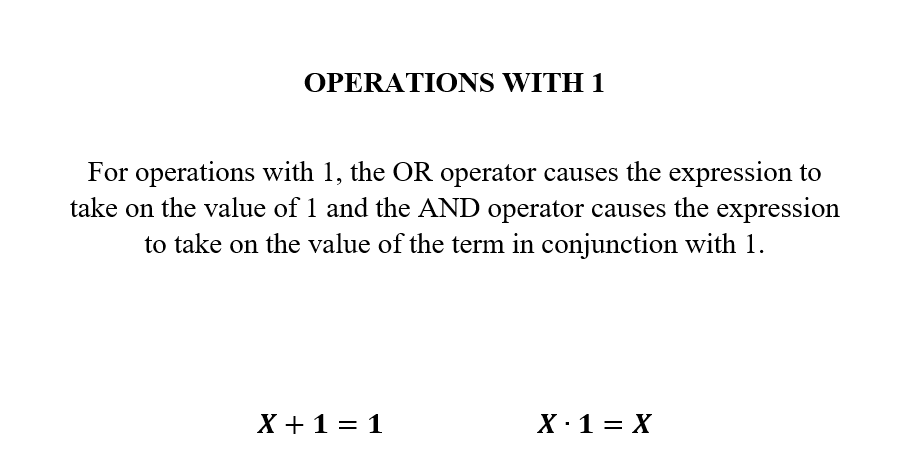 OPERATIONS WITH 1
For operations with 1, the OR operator causes the expression to
take on the value of 1 and the AND operator causes the expression
to take on the value of the term in conjunction with 1.
X + 1 = 1 X · 1 = X